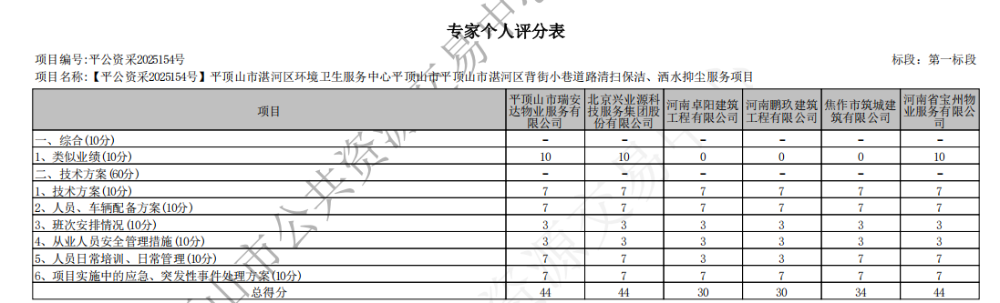 专家个人评分表
项目编号:平公资采2025154号 标段: 第一标段
项目名称:【平公资采2025154号】平顶山市湛河区环境卫生服务中心平顶山市平顶山市湛河区背街小巷道路清扫保洁、洒水抑尘服务项目
项目 平顶山市瑞安达物业服务有限公司 北京兴业源科技服务集团股份有限公司 河南卓阳建筑工程有限公司 河南鹏玖建筑工程有限公司 焦作市筑城建筑有限公司 河南省宝州物业服务有限公司
一、综合(10分) – – – – – –
1、类似业绩(10分) 10 10 0 0 0 10
二、技术方案(60分) – – – – – –
1、技术方案(10分) 7 7 7 7 7 7
2、人员、车辆配备方案(10分) 7 7 7 7 7 7
3、班次安排情况(10分) 3 3 3 3 3 3
4、从业人员安全管理措施(10分) 3 3 3 3 3 3
5、人员日常培训、日常管理(10分) 7 7 3 3 7 7
6、项目实施中的应急、突发性事件处理方案(10分) 7 7 7 7 7 7
总得分 44 44 30 30 34 44